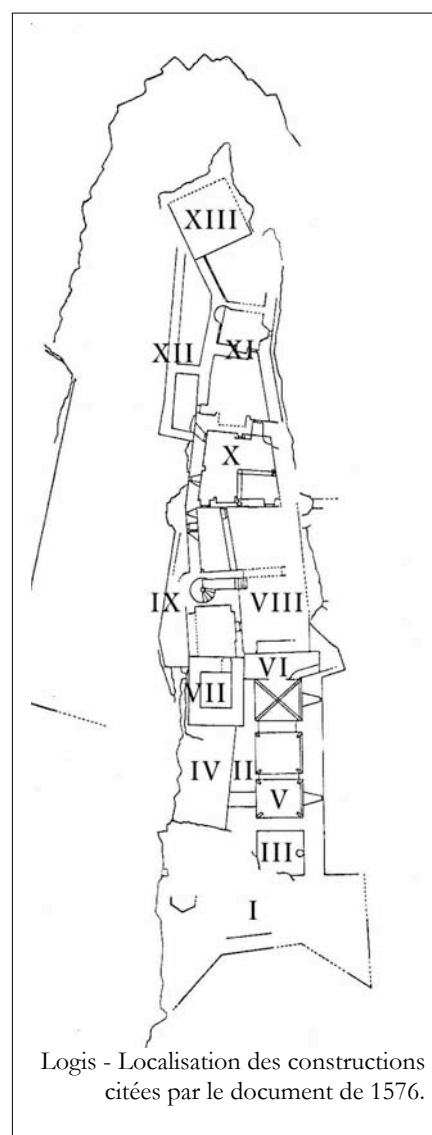 XIII
XII XI
X
IX VIII
VI
VII
IV II
V
III
I
Logis - Localisation des constructions
citées par le document de 1576.